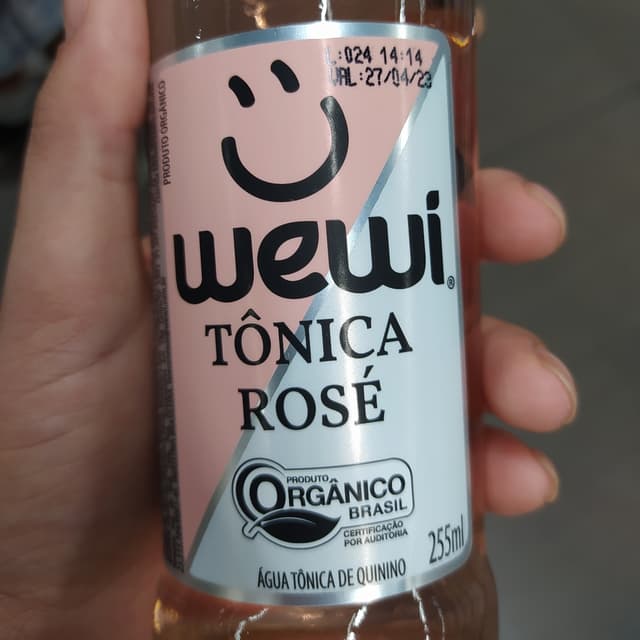 L:024 14:14
VAL:27/04/23
PRODUTO ORGÂNICO
wewi®
TÔNICA
ROSÉ
PRODUTO
ORGÂNICO
BRASIL
CERTIFICAÇÃO
POR AUDITORIA
255ml
ÁGUA TÔNICA DE QUININO